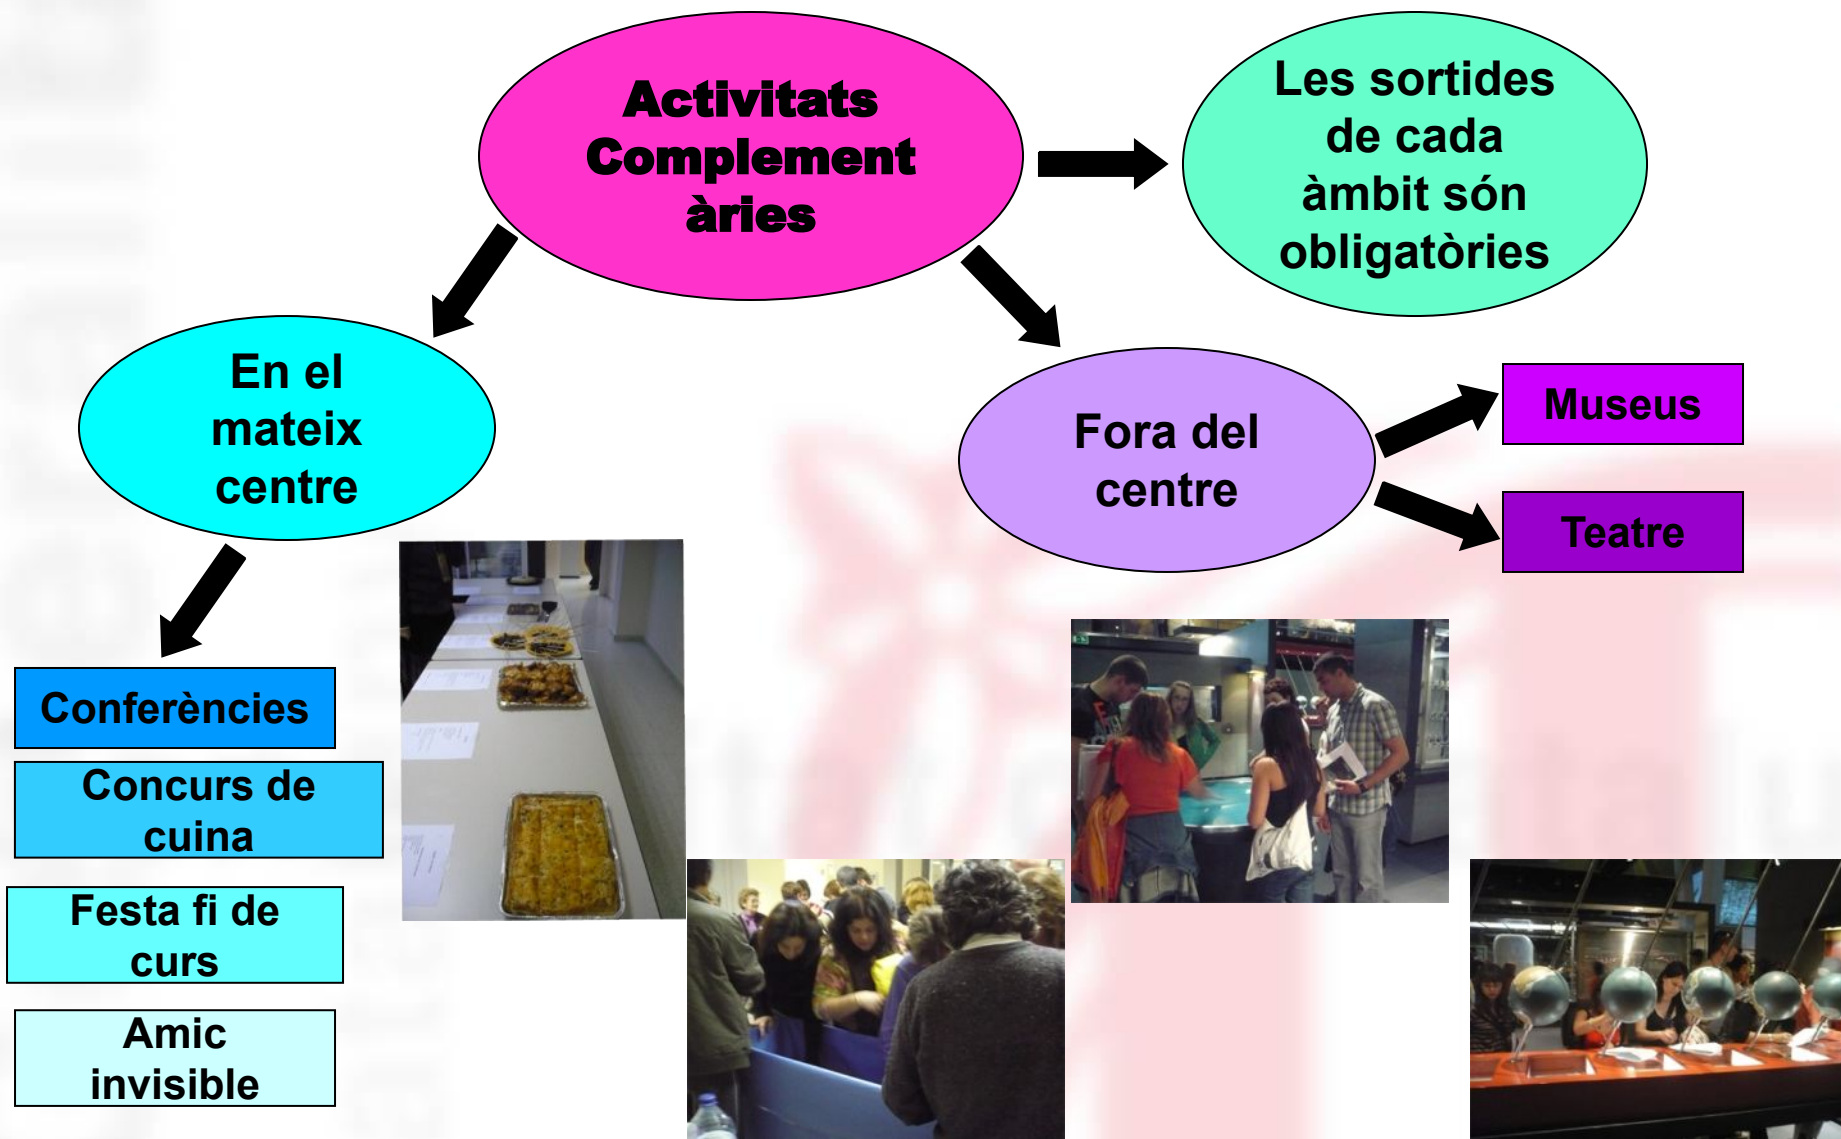 Activitats
Complement
àries
Les sortides
de cada
àmbit són
obligatòries
En el
mateix
centre
Fora del
centre
Museus
Teatre
Conferències
Concurs de
cuina
Festa fi de
curs
Amic
invisible